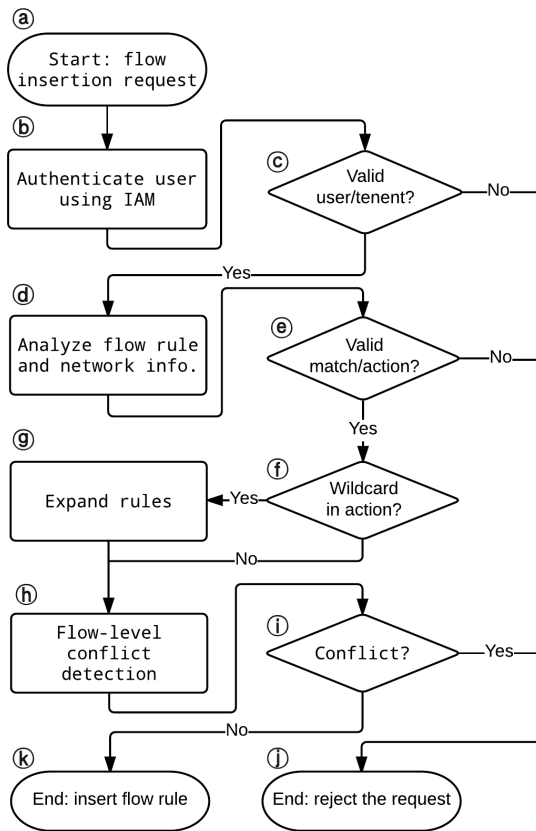 ⓐ
Start: flow
insertion request
ⓑ
Authenticate user
using IAM
ⓒ
Valid
user/tenent?
No
Yes
ⓓ
Analyze flow rule
and network info.
ⓔ
Valid
match/action?
No
Yes
ⓖ
Expand rules
Yes
ⓕ
Wildcard
in action?
No
ⓗ
Flow-level
conflict
detection
ⓘ
Conflict?
Yes
No
ⓚ
End: insert flow rule
ⓙ
End: reject the request